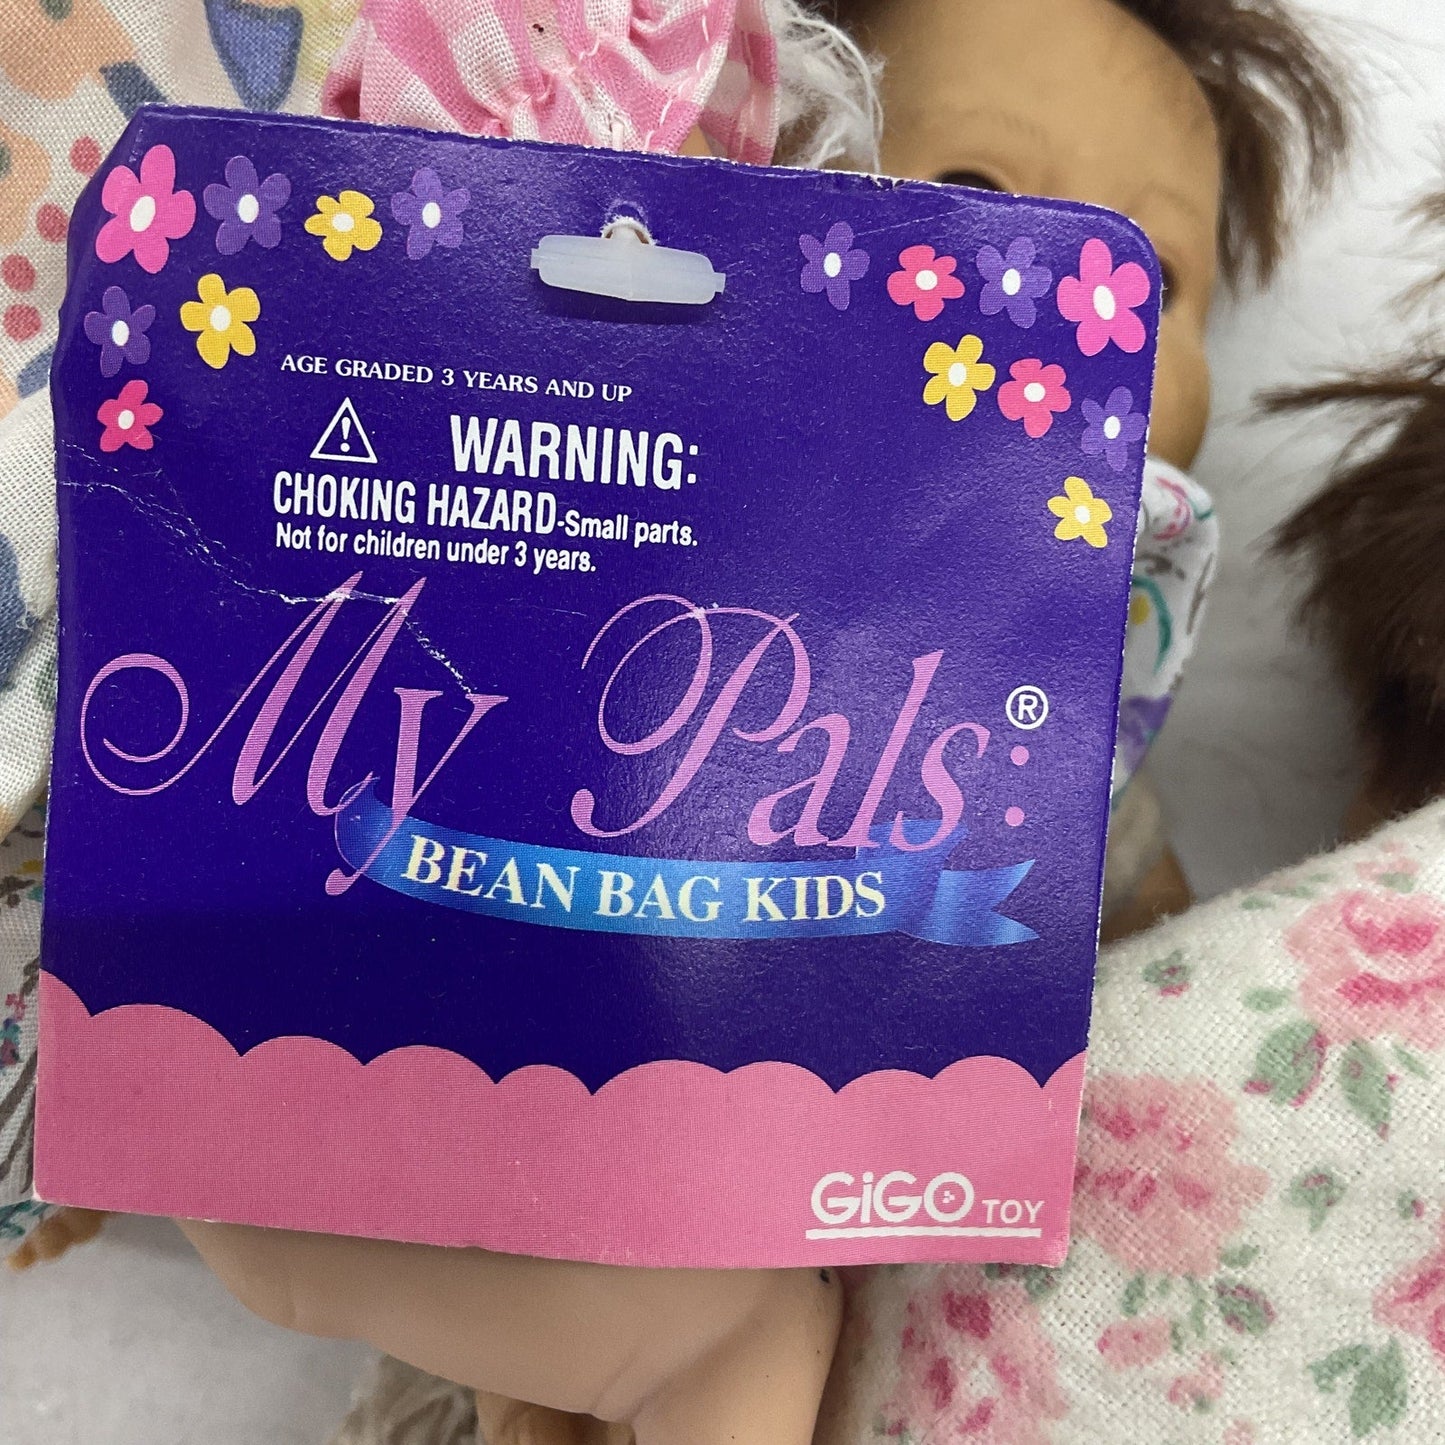 AGE GRADED 3 YEARS AND UP
WARNING:
CHOKING HAZARD-Small parts.
Not for children under 3 years.
My Pals:®
BEAN BAG KIDS
GiGO TOY